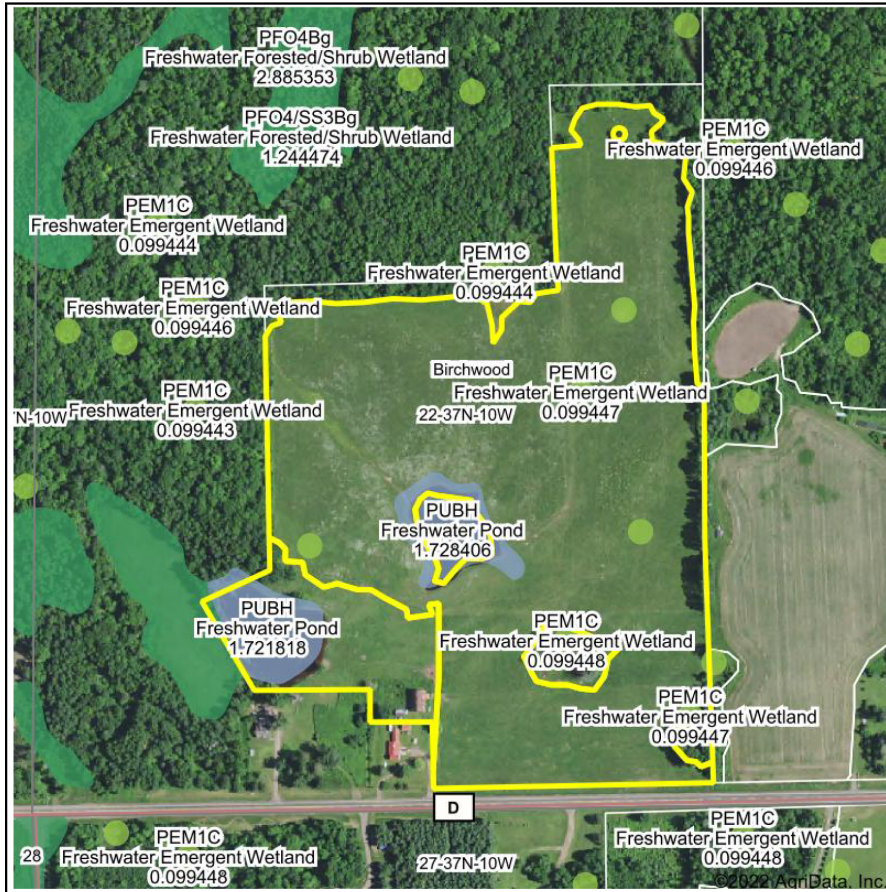 PFO4Bg
Freshwater Forested/Shrub Wetland
2.885353
PFO4/SS3Bg
Freshwater Forested/Shrub Wetland
1.244474
PEM1C
Freshwater Emergent Wetland
0.099446
PEM1C
Freshwater Emergent Wetland
0.099444
PEM1C
Freshwater Emergent Wetland
0.099444
PEM1C
Freshwater Emergent Wetland
0.099446
Birchwood
PEM1C
Freshwater Emergent Wetland
0.099447
22-37N-10W
PEM1C
Freshwater Emergent Wetland
0.099443
7N-10W
PUBH
Freshwater Pond
1.728406
PUBH
Freshwater Pond
1.721818
PEM1C
Freshwater Emergent Wetland
0.099448
PEM1C
Freshwater Emergent Wetland
0.099447
D
28
PEM1C
Freshwater Emergent Wetland
0.099448
27-37N-10W
PEM1C
Freshwater Emergent Wetland
0.099448
©2022 AgriData, Inc.